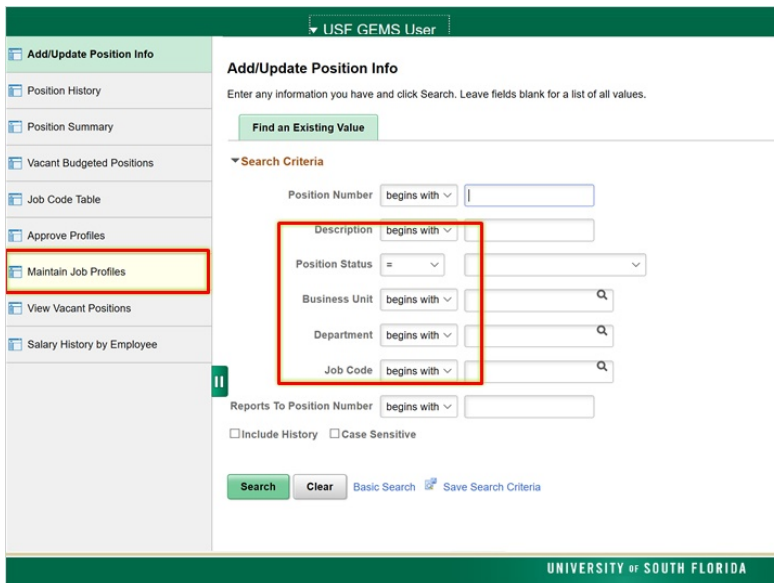 USF GEMS User
Add/Update Position Info
Position History
Position Summary
Vacant Budgeted Positions
Job Code Table
Approve Profiles
Maintain Job Profiles
View Vacant Positions
Salary History by Employee
Add/Update Position Info
Enter any information you have and click Search. Leave fields blank for a list of all values.
Find an Existing Value
Search Criteria
Position Number begins with
Description begins with
Position Status =
Business Unit begins with
Department begins with
Job Code begins with
Reports To Position Number begins with
Include History Case Sensitive
Search Clear Basic Search Save Search Criteria
UNIVERSITY OF SOUTH FLORIDA